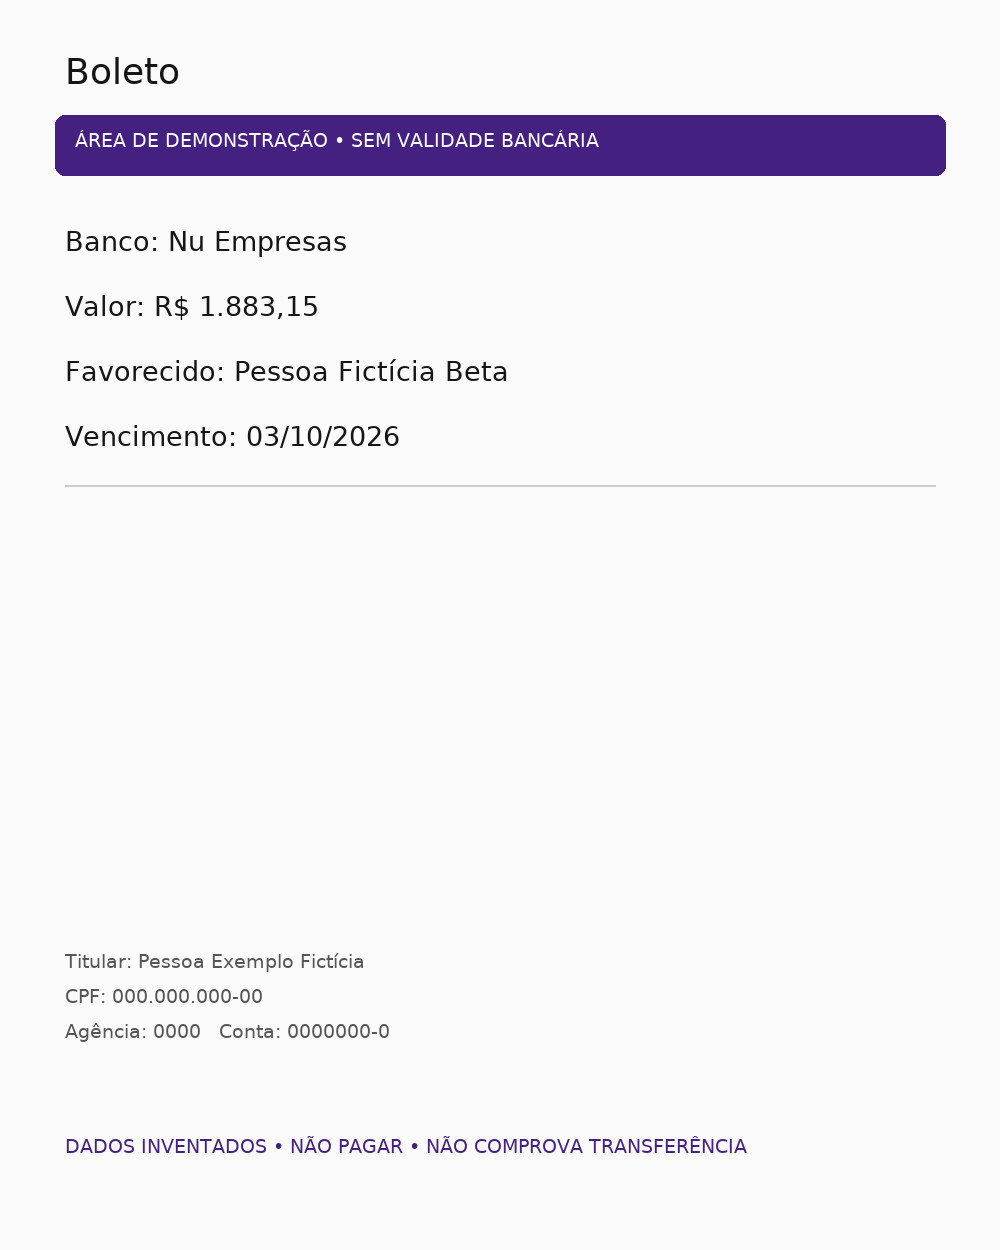 Boleto
ÁREA DE DEMONSTRAÇÃO • SEM VALIDADE BANCÁRIA
Banco: Nu Empresas
Valor: R$ 1.883,15
Favorecido: Pessoa Fictícia Beta
Vencimento: 03/10/2026
Titular: Pessoa Exemplo Fictícia
CPF: 000.000.000-00
Agência: 0000   Conta: 0000000-0
DADOS INVENTADOS • NÃO PAGAR • NÃO COMPROVA TRANSFERÊNCIA